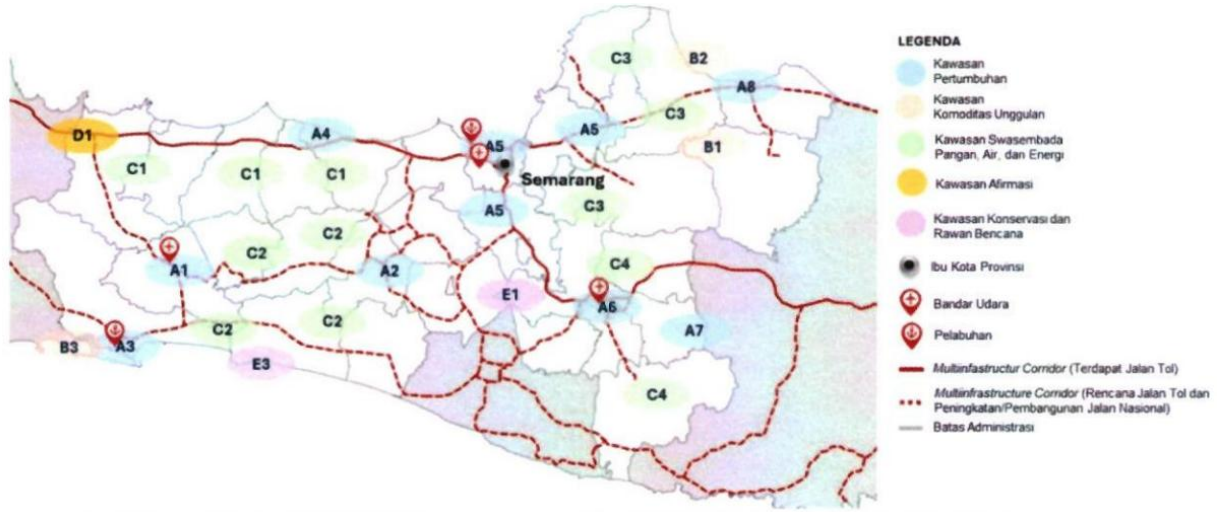 C3
B2
A8
D1
A4
A5
A5
C3
B1
C1
C1
C1
Semarang
C3
A5
C2
C2
C4
A1
A2
E1
A6
B3
A3
C2
C2
A7
E3
C4
LEGENDA
Kawasan
Pertumbuhan
Kawasan
Komoditas Unggulan
Kawasan Swasembada
Pangan, Air, dan Energi
Kawasan Afirmasi
Kawasan Konservasi dan
Rawan Bencana
Ibu Kota Provinsi
Bandar Udara
Pelabuhan
Multiinfastructur Corridor (Terdapat Jalan Tol)
Multiinfrastructure Corridor (Rencana Jalan Tol dan
Peningkatan/Pembangunan Jalan Nasional)
Batas Administrasi